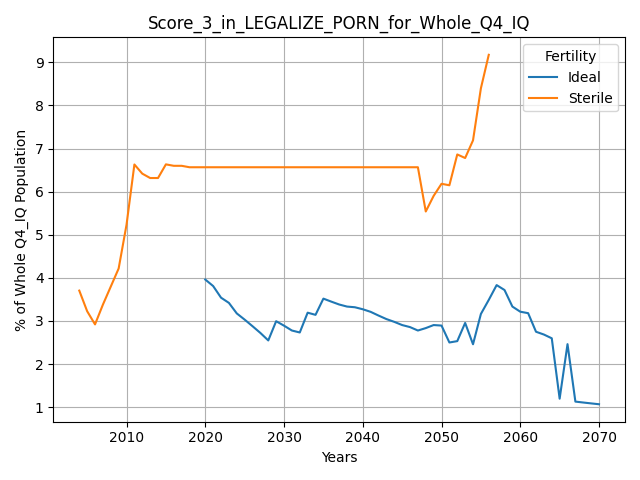 Score_3_in_LEGALIZE_PORN_for_Whole_Q4_IQ
% of Whole Q4_IQ Population
9
8
7
6
5
4
3
2
1
Fertility
Ideal
Sterile
2010 2020 2030 2040 2050 2060 2070
Years